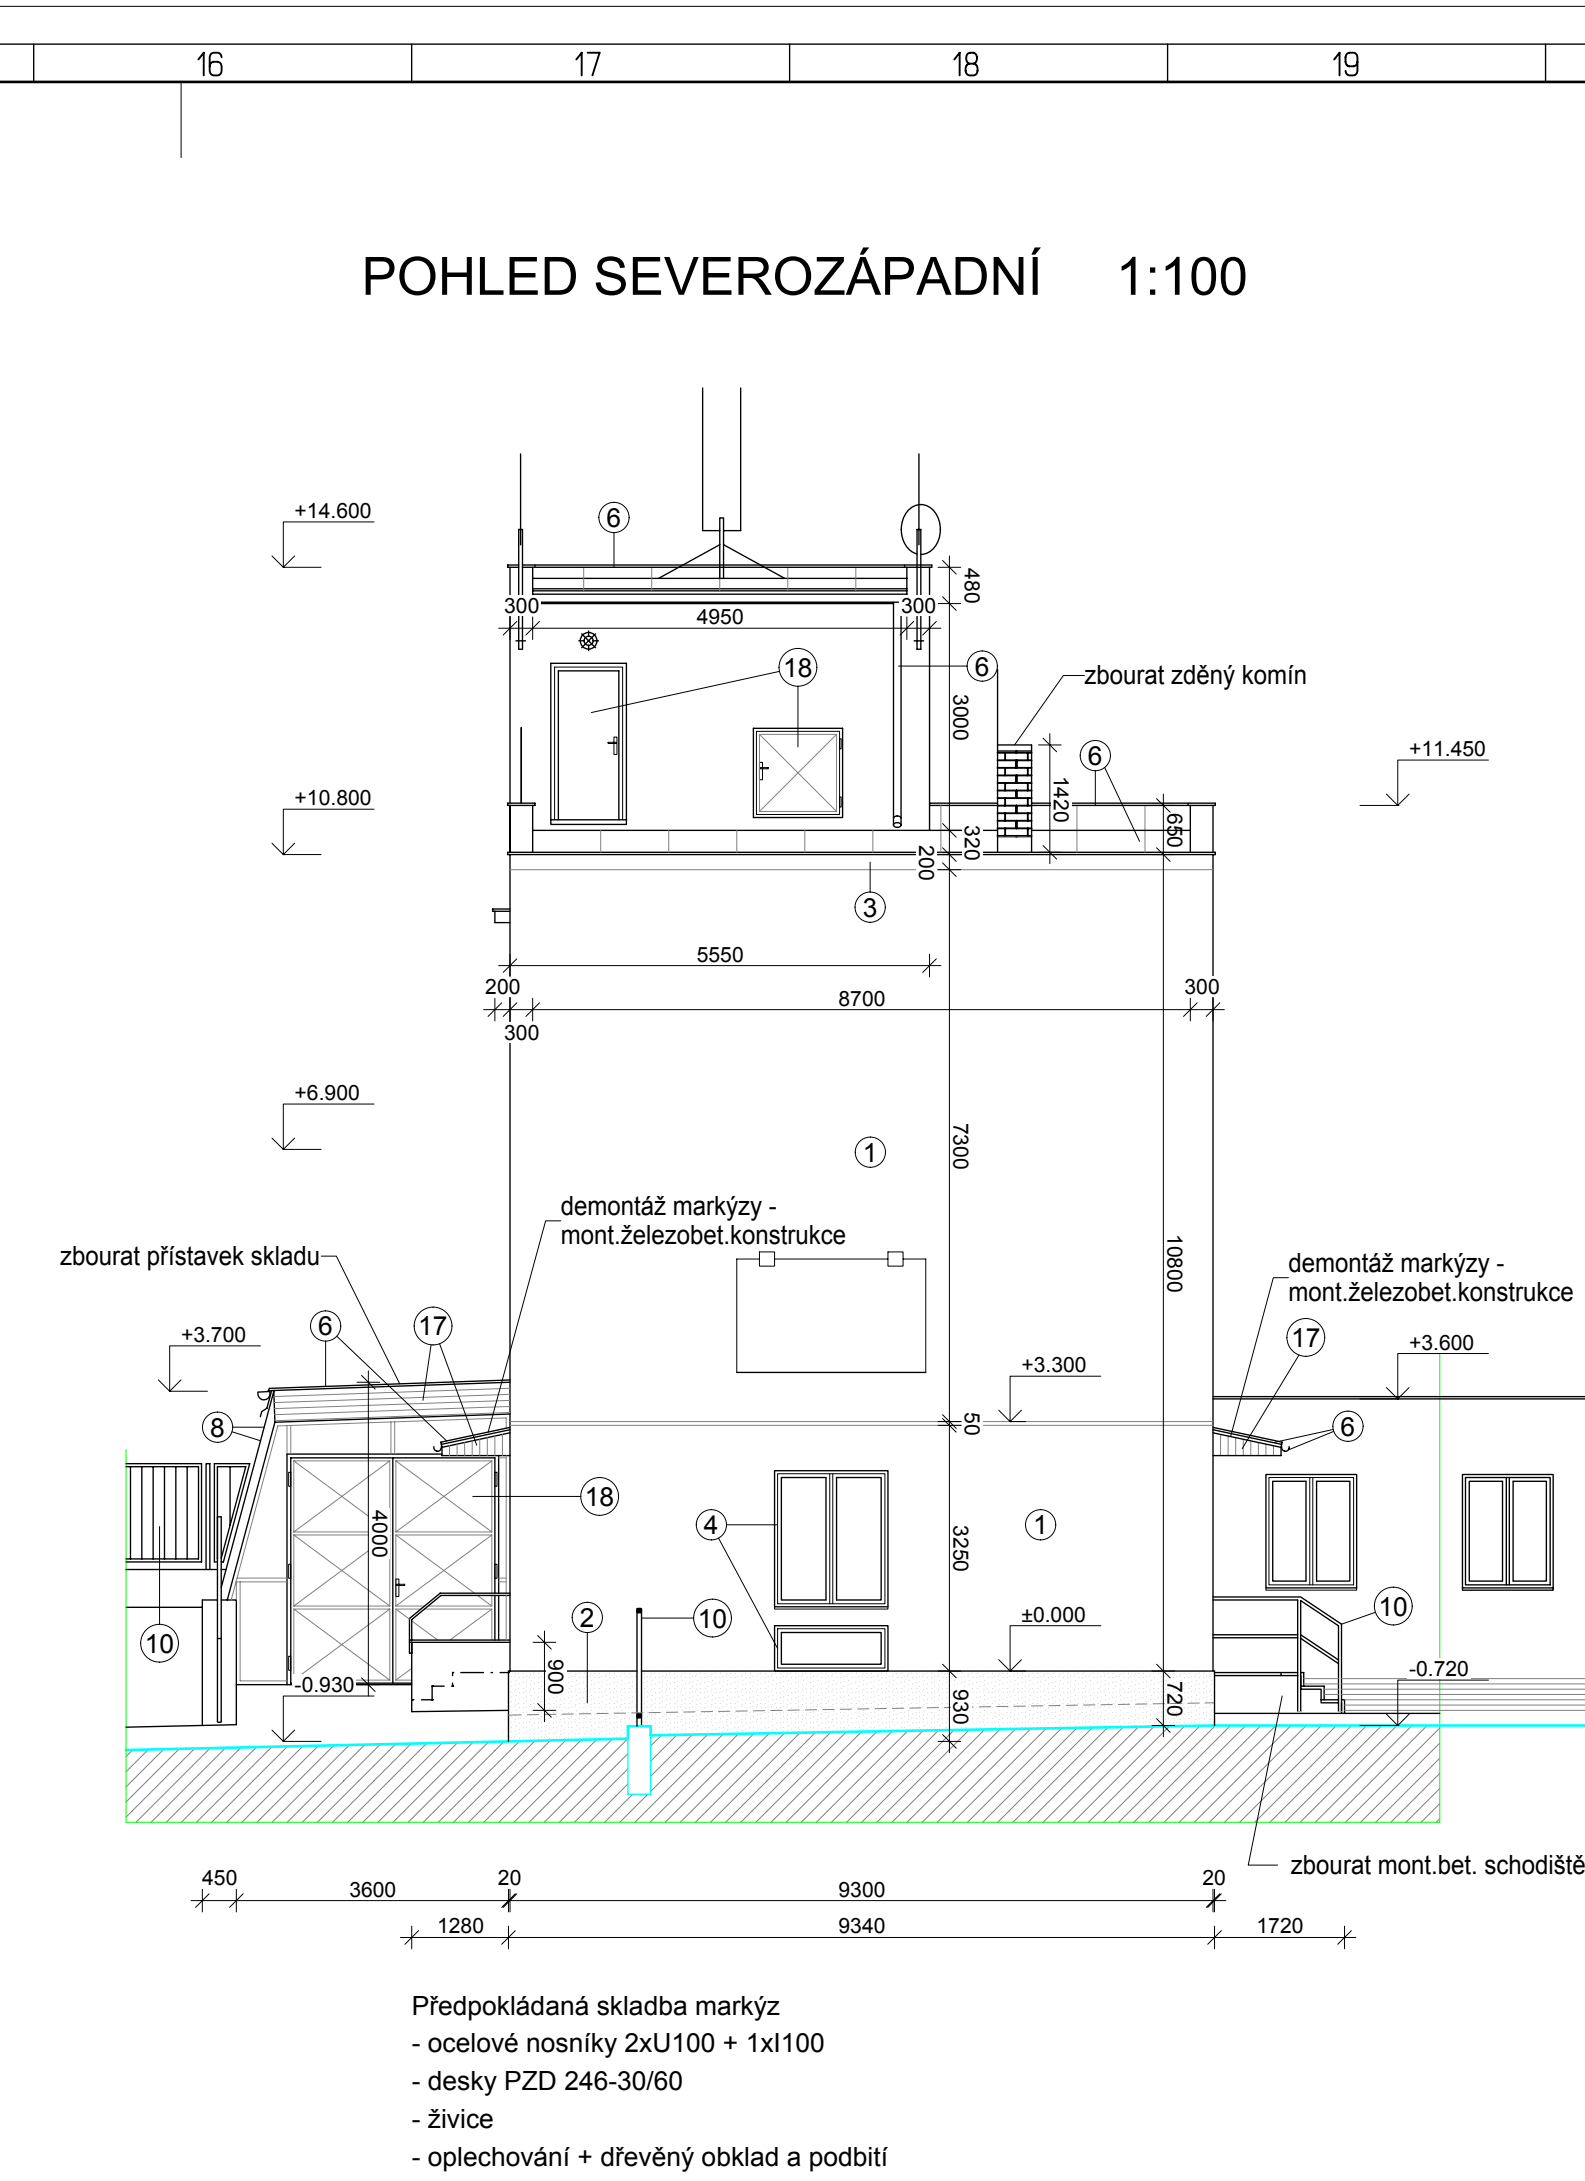 16 17 18 19
POHLED SEVEROZÁPADNÍ 1:100
+14.600
6
480
300 4950 300
18
6
zbourat zděný komín
3000
6
+11.450
+10.800
1420
650
320
200
3
5550
200 8700 300
300
+6.900
7300
1
demontáž markýzy -
mont.železobet.konstrukce
zbourat přístavek skladu
10800
demontáž markýzy -
mont.železobet.konstrukce
6 17
+3.700
17
+3.600
+3.300
8
50
6
18
4000
4
3250
1
2
10
±0.000
10
10
900
-0.930
-0.720
930
720
zbourat mont.bet. schodiště
450 3600 20 9300 20
1280 9340 1720
Předpokládaná skladba markýz
- ocelové nosníky 2xU100 + 1xI100
- desky PZD 246-30/60
- živice
- oplechování + dřevěný obklad a podbití